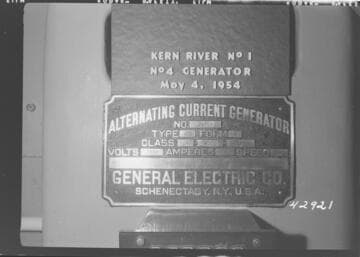 KERN RIVER No 1
No 4 GENERATOR
May 4, 1954
ALTERNATING CURRENT GENERATOR
NO.
TYPE FORM
CLASS
VOLTS AMPERES SPEED
GENERAL ELECTRIC CO.
SCHENECTADY, N.Y. U.S.A.
42921